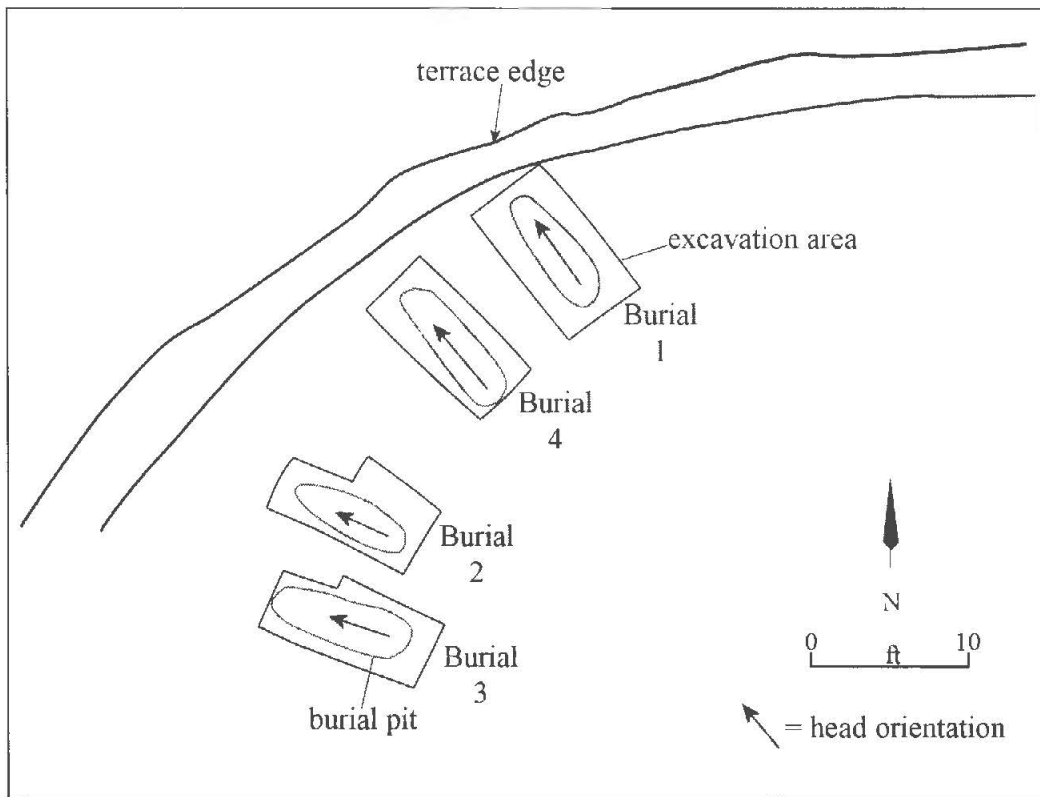 terrace edge
excavation area
Burial
1
Burial
4
Burial
2
Burial
3
burial pit
N
0 10
ft
= head orientation